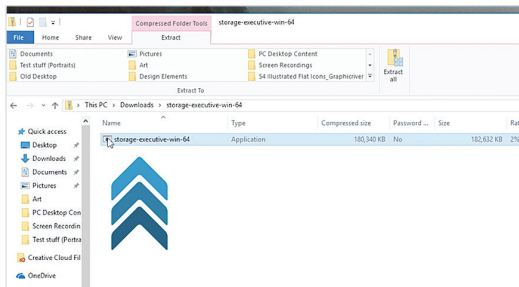 Compressed Folder Tools storage-executive-win-64
File Home Share View Extract
Documents Pictures PC Desktop Content
Test stuff (Portraits) Art Screen Recordings
Old Desktop Design Elements 54 Illustrated Flat Icons_Graphicriver
Extract all
Extract To
This PC > Downloads > storage-executive-win-64
Name Type Compressed size Password ... Size Rat
Quick access
storage-executive-win-64 Application 180,340 KB No 182,632 KB 2%
Desktop
Downloads
Documents
Pictures
Art
PC Desktop Con
Screen Recordin
Test stuff (Portra
Creative Cloud Fil
OneDrive